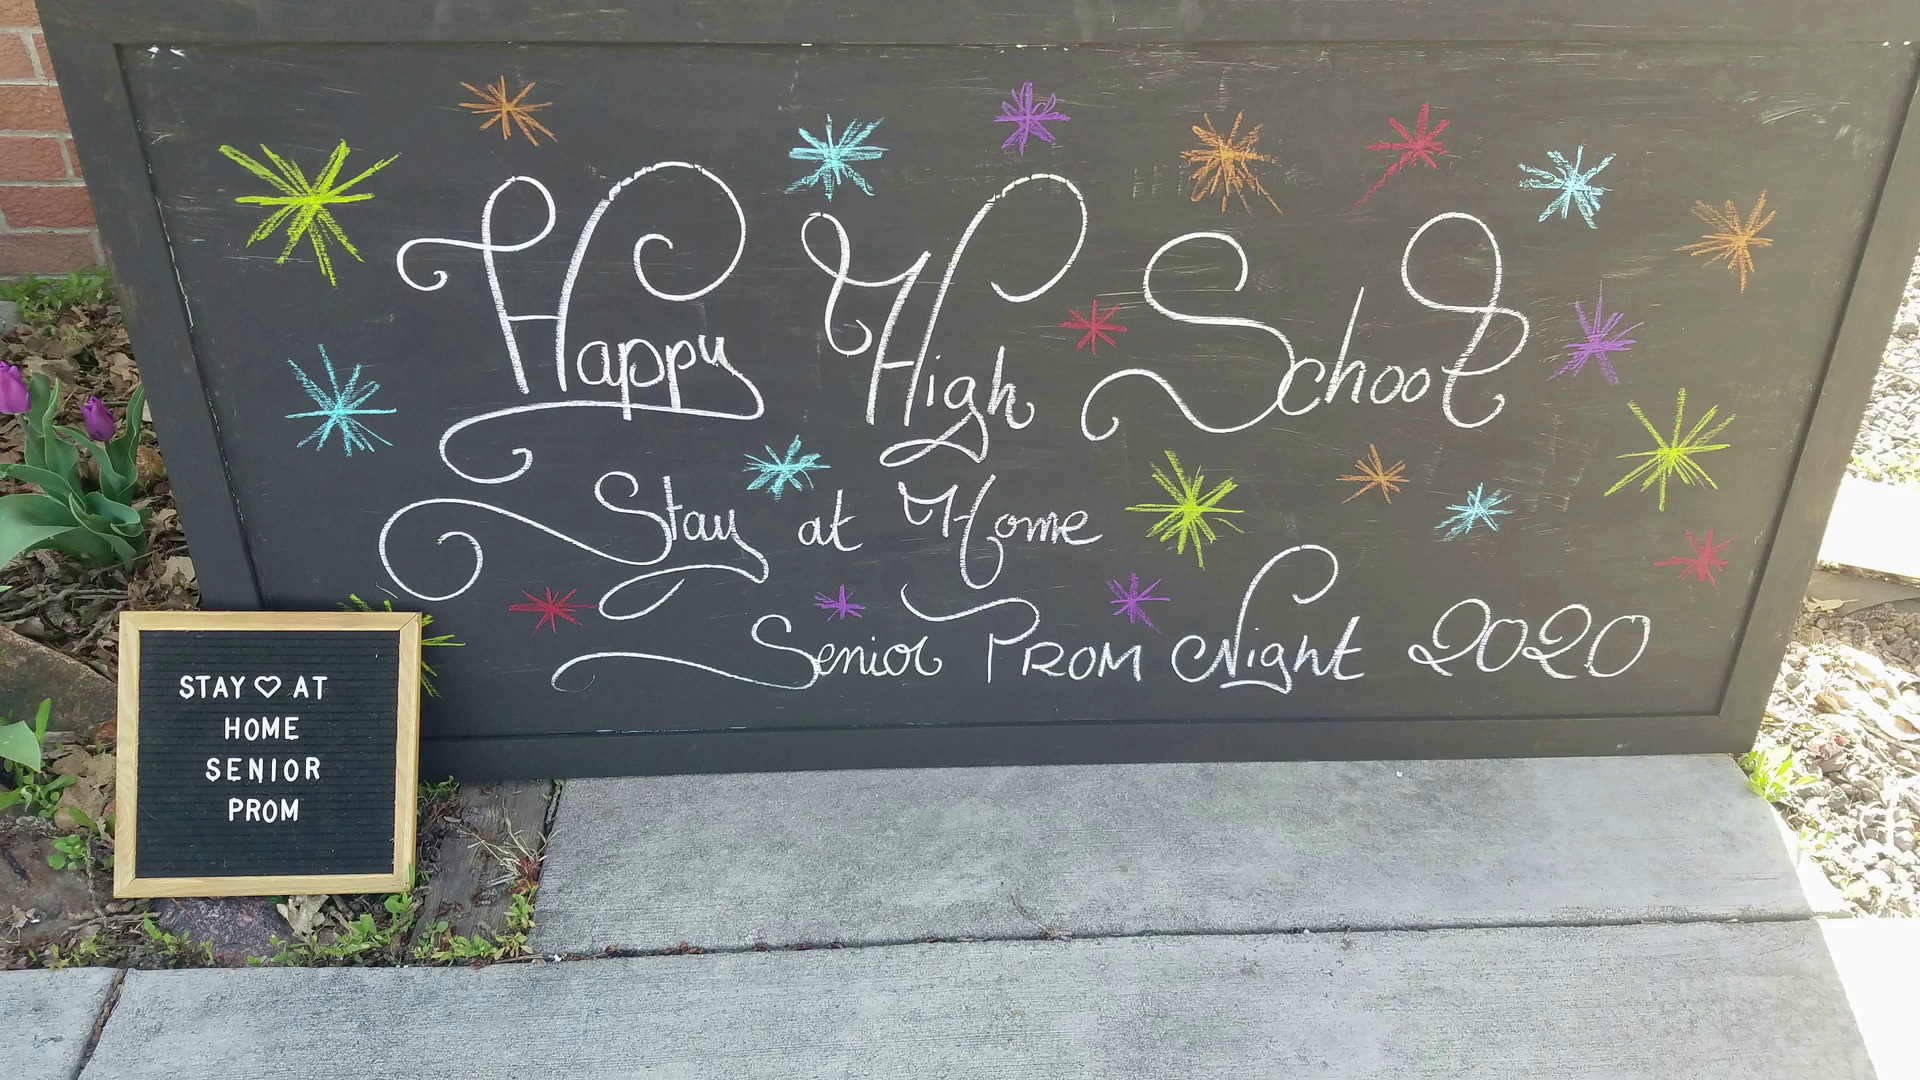 Happy High School
Stay at Home
Senior PROM Night 2020
STAY ♡ AT
HOME
SENIOR
PROM